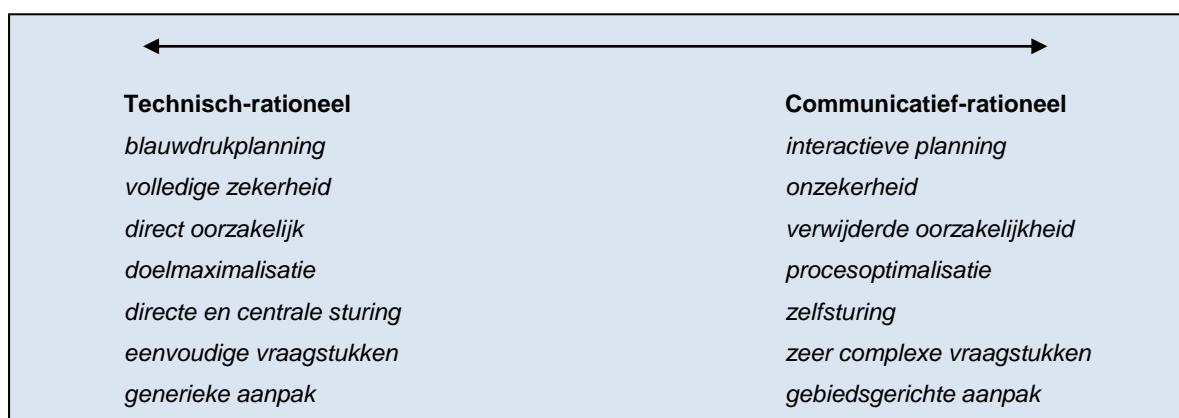 Technisch-rationeel Communicatief-rationeel
blauwdrukplanning interactieve planning
volledige zekerheid onzekerheid
direct oorzakelijk verwijderde oorzakelijkheid
doelmaximalisatie procesoptimalisatie
directe en centrale sturing zelfsturing
eenvoudige vraagstukken zeer complexe vraagstukken
generieke aanpak gebiedsgerichte aanpak